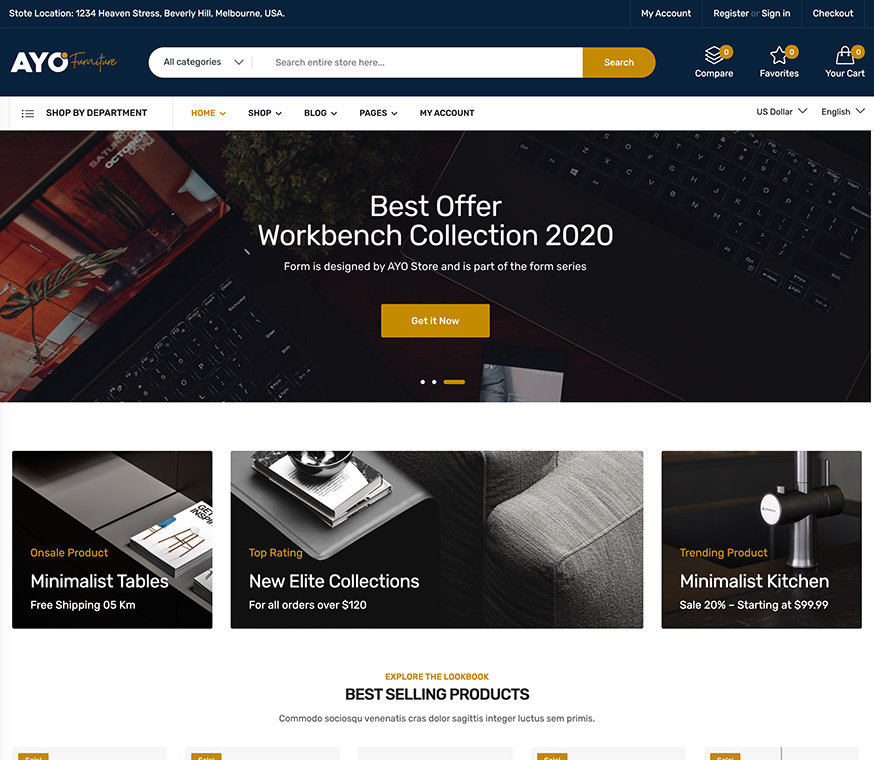 Stote Location: 1234 Heaven Stress, Beverly Hill, Melbourne, USA.
My Account
Register or Sign in
Checkout
AYO Furniture
All categories
Search entire store here...
Search
0
Compare
0
Favorites
0
Your Cart
SHOP BY DEPARTMENT
HOME
SHOP
BLOG
PAGES
MY ACCOUNT
US Dollar
English
SATURDAY
OCTOBER
Best Offer
Workbench Collection 2020
Form is designed by AYO Store and is part of the form series
Get it Now
Onsale Product
Minimalist Tables
Free Shipping 05 Km
Top Rating
New Elite Collections
For all orders over $120
Trending Product
Minimalist Kitchen
Sale 20% – Starting at $99.99
EXPLORE THE LOOKBOOK
BEST SELLING PRODUCTS
Commodo sociosqu venenatis cras dolor sagittis integer luctus sem primis.
Sale!
Sale!
Sale!
Sale!